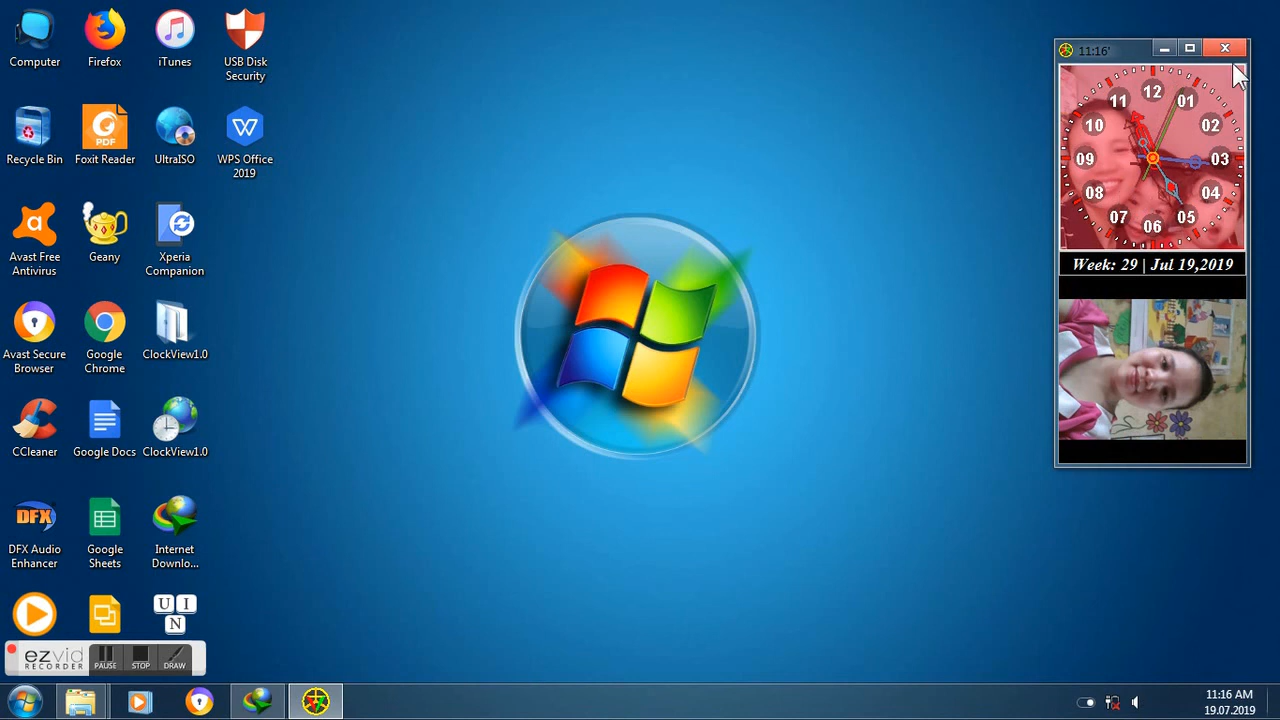 Computer
Firefox
iTunes
USB Disk
Security
Recycle Bin
PDF
Foxit Reader
UltraISO
W
WPS Office
2019
a
Avast Free
Antivirus
Geany
Xperia
Companion
Avast Secure
Browser
Google
Chrome
ClockView1.0
CCleaner
Google Docs
ClockView1.0
DFX
DFX Audio
Enhancer
Google
Sheets
Internet
Downlo...
U I
N
ezvid
RECORDER
PAUSE
STOP
DRAW
11:16'
12
01
02
03
04
05
06
07
08
09
10
11
Week: 29 | Jul 19,2019
11:16 AM
19.07.2019